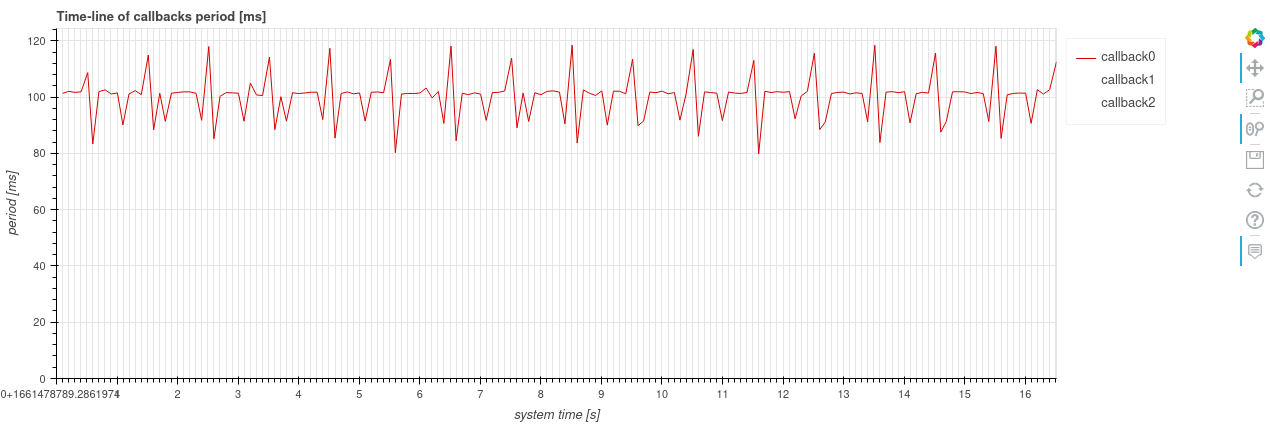 Time-line of callbacks period [ms]
120
100
80
60
40
20
0
period [ms]
callback0
callback1
callback2
0+1661478789.2861974 2 3 4 5 6 7 8 9 10 11 12 13 14 15 16
system time [s]